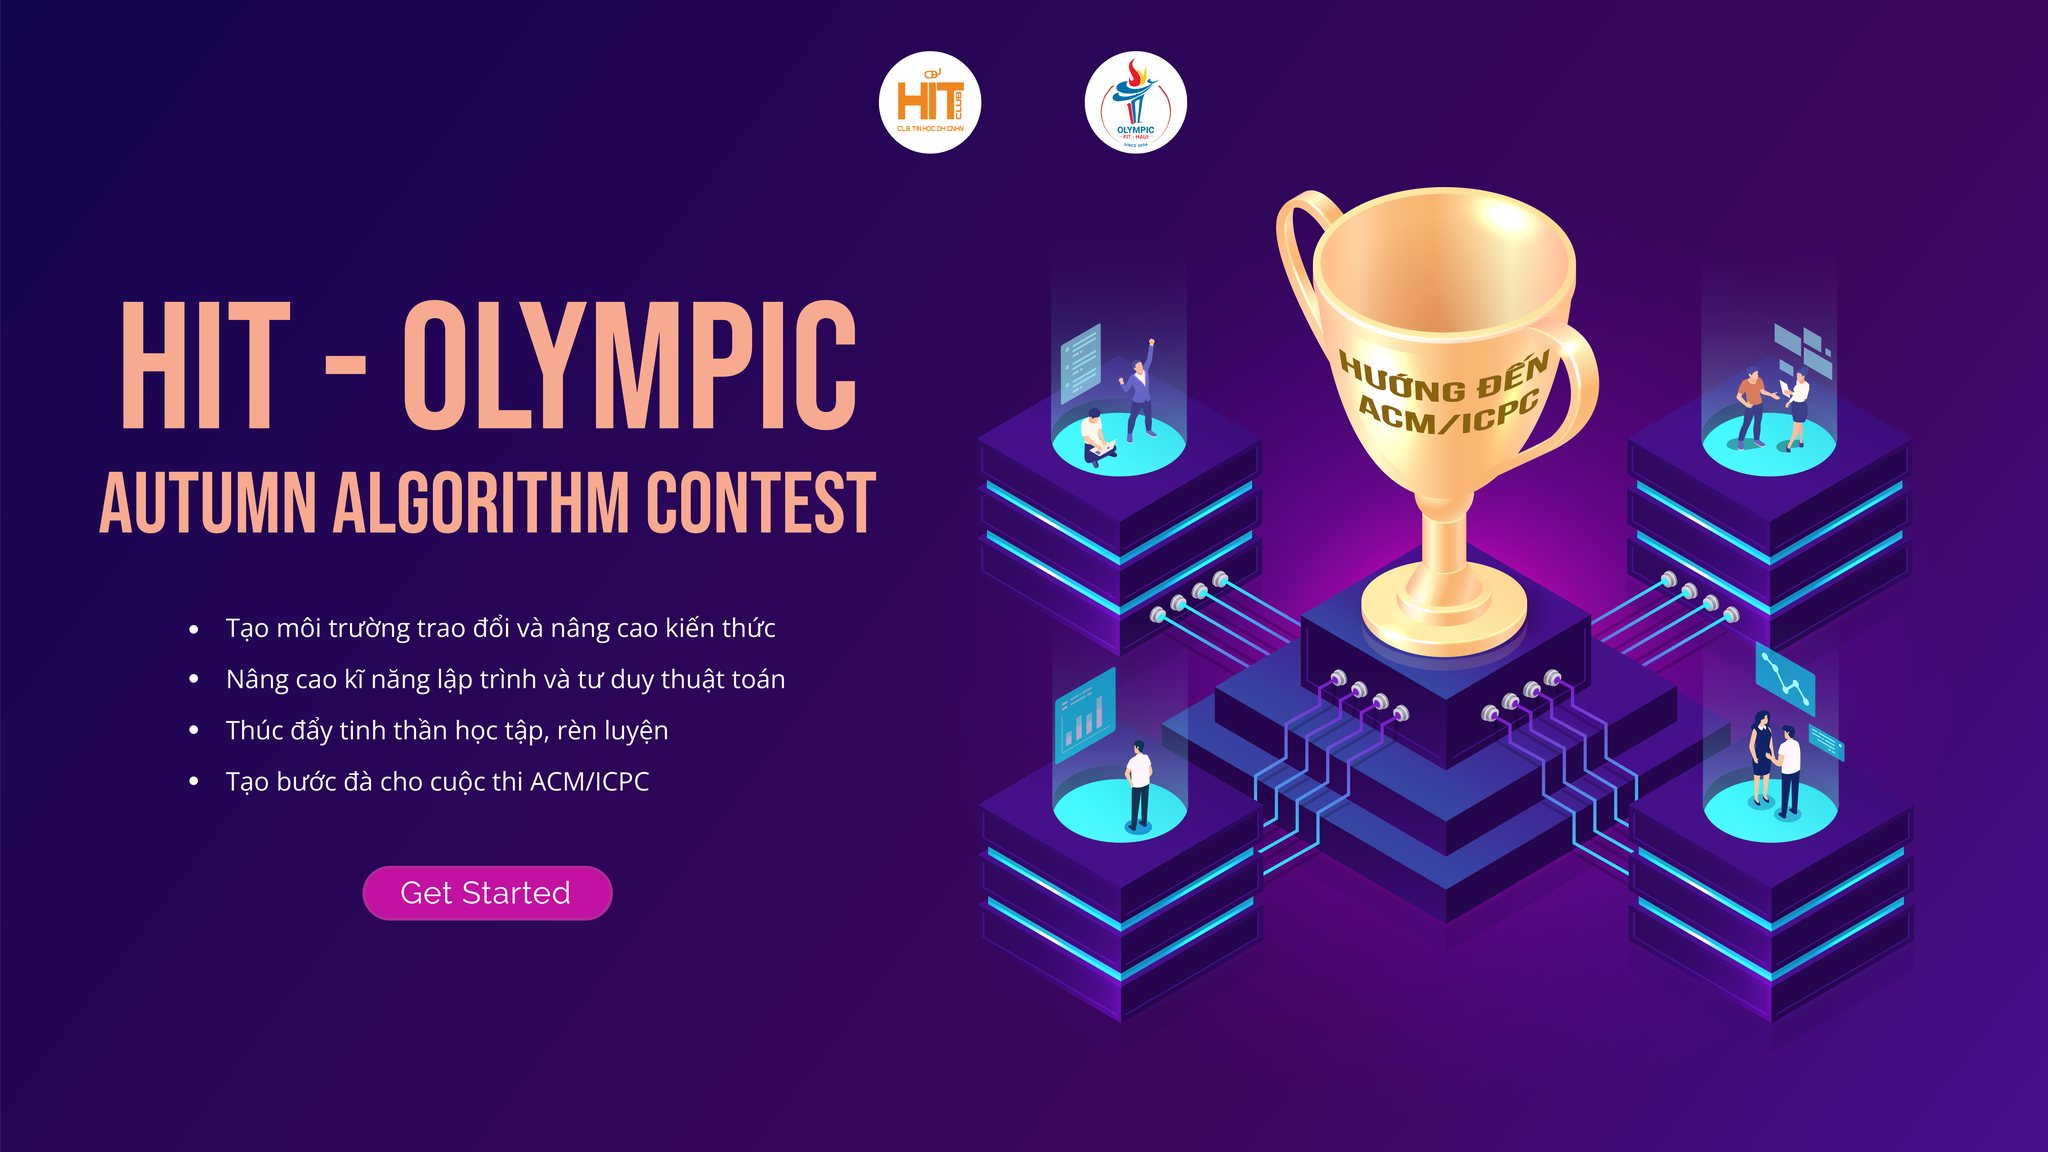 HIT
CLUB
CLB TIN HỌC ĐH CNHN
OLYMPIC
FIT - HAUI
SINCE 2004
HIT - OLYMPIC
AUTUMN ALGORITHM CONTEST
• Tạo môi trường trao đổi và nâng cao kiến thức
• Nâng cao kĩ năng lập trình và tư duy thuật toán
• Thúc đẩy tinh thần học tập, rèn luyện
• Tạo bước đà cho cuộc thi ACM/ICPC
Get Started
HƯỚNG ĐẾN
ACM/ICPC